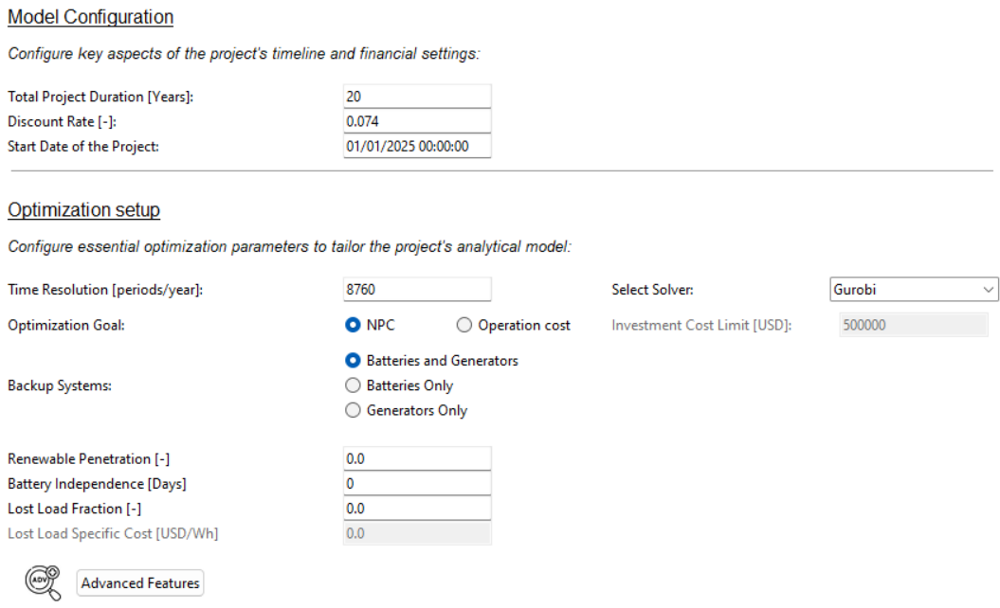 Model Configuration
Configure key aspects of the project's timeline and financial settings:
Total Project Duration [Years]: 20
Discount Rate [-]: 0.074
Start Date of the Project: 01/01/2025 00:00:00
Optimization setup
Configure essential optimization parameters to tailor the project's analytical model:
Time Resolution [periods/year]: 8760 Select Solver: Gurobi
Optimization Goal: NPC Operation cost Investment Cost Limit [USD]: 500000
Batteries and Generators
Backup Systems: Batteries Only
Generators Only
Renewable Penetration [-] 0.0
Battery Independence [Days] 0
Lost Load Fraction [-] 0.0
Lost Load Specific Cost [USD/Wh] 0.0
ADV Advanced Features